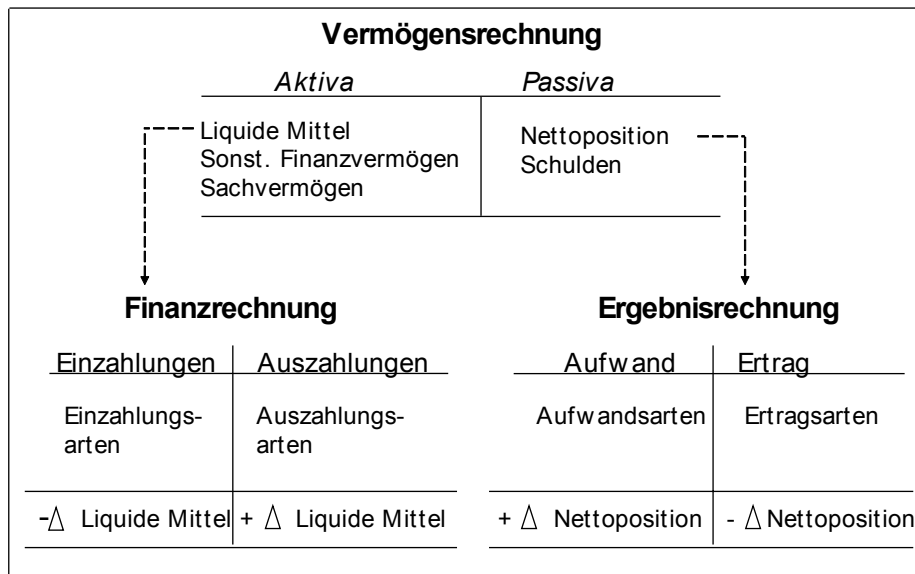 Vermögensrechnung
Aktiva Passiva
Liquide Mittel
Sonst. Finanzvermögen
Sachvermögen
Nettoposition
Schulden
Finanzrechnung
Einzahlungen Auszahlungen
Einzahlungs-
arten
Auszahlungs-
arten
-Δ Liquide Mittel + Δ Liquide Mittel
Ergebnisrechnung
Aufwand Ertrag
Aufwandsarten Ertragsarten
+ Δ Nettoposition - Δ Nettoposition